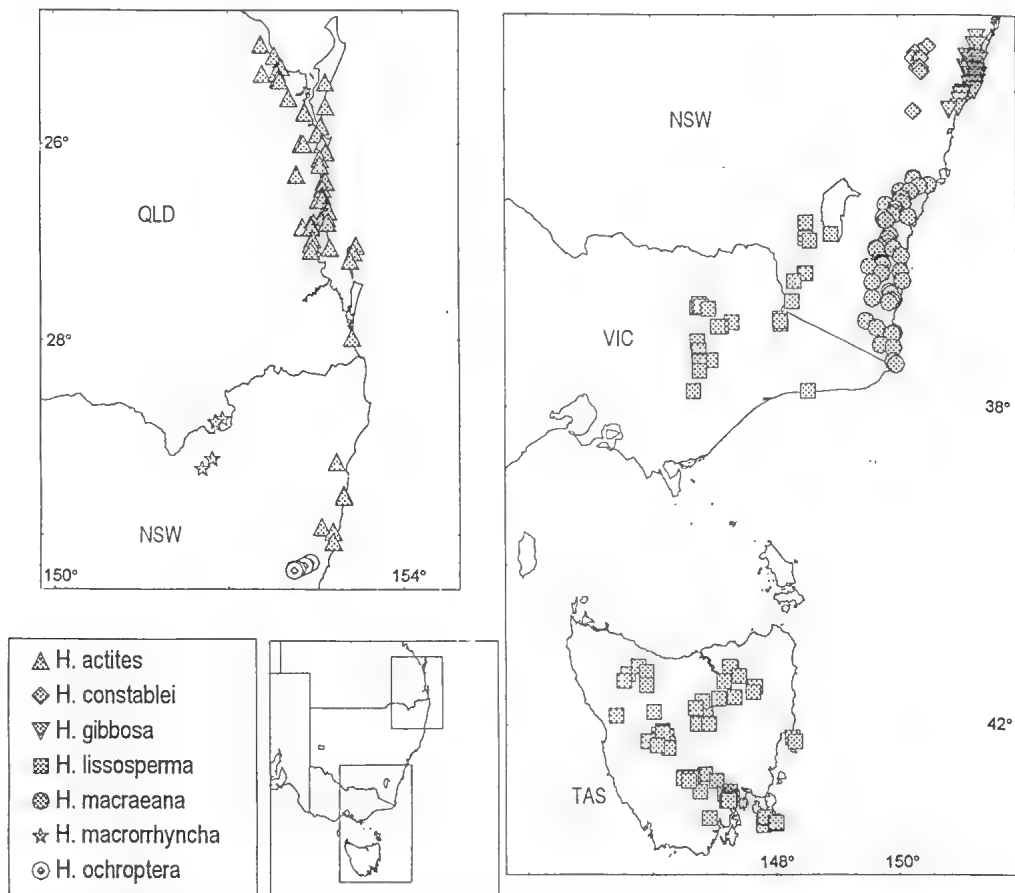 26°
QLD
28°
NSW
150°
154°
NSW
VIC
38°
42°
TAS
148°
150°
H. actites
H. constablei
H. gibbosa
H. lissosperma
H. macraeana
H. macrorrhyncha
H. ochroptera